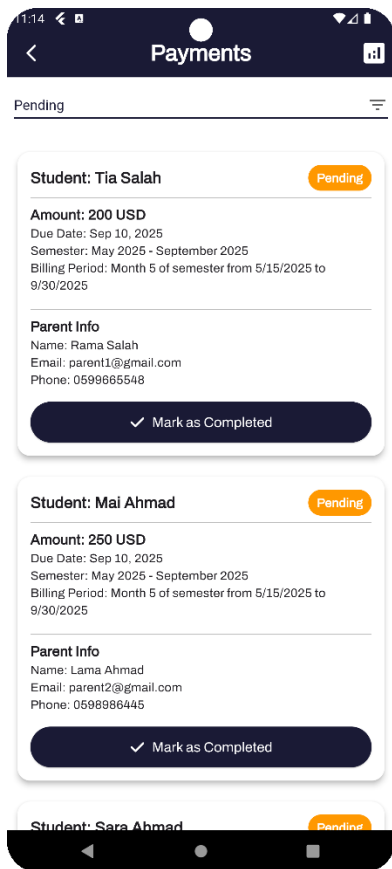 11:14
Payments
Pending
Student: Tia Salah
Pending
Amount: 200 USD
Due Date: Sep 10, 2025
Semester: May 2025 - September 2025
Billing Period: Month 5 of semester from 5/15/2025 to
9/30/2025
Parent Info
Name: Rama Salah
Email: parent1@gmail.com
Phone: 0599665548
Mark as Completed
Student: Mai Ahmad
Pending
Amount: 250 USD
Due Date: Sep 10, 2025
Semester: May 2025 - September 2025
Billing Period: Month 5 of semester from 5/15/2025 to
9/30/2025
Parent Info
Name: Lama Ahmad
Email: parent2@gmail.com
Phone: 0598986445
Mark as Completed
Student: Sara Ahmad
Pending